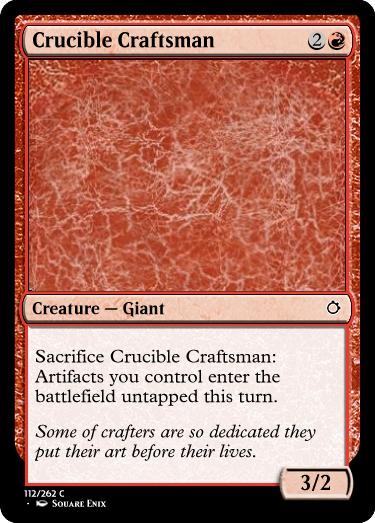 Crucible Craftsman 2
Creature — Giant
Sacrifice Crucible Craftsman:
Artifacts you control enter the
battlefield untapped this turn.
Some of crafters are so dedicated they
put their art before their lives.
3/2
112/262 C
· Square Enix